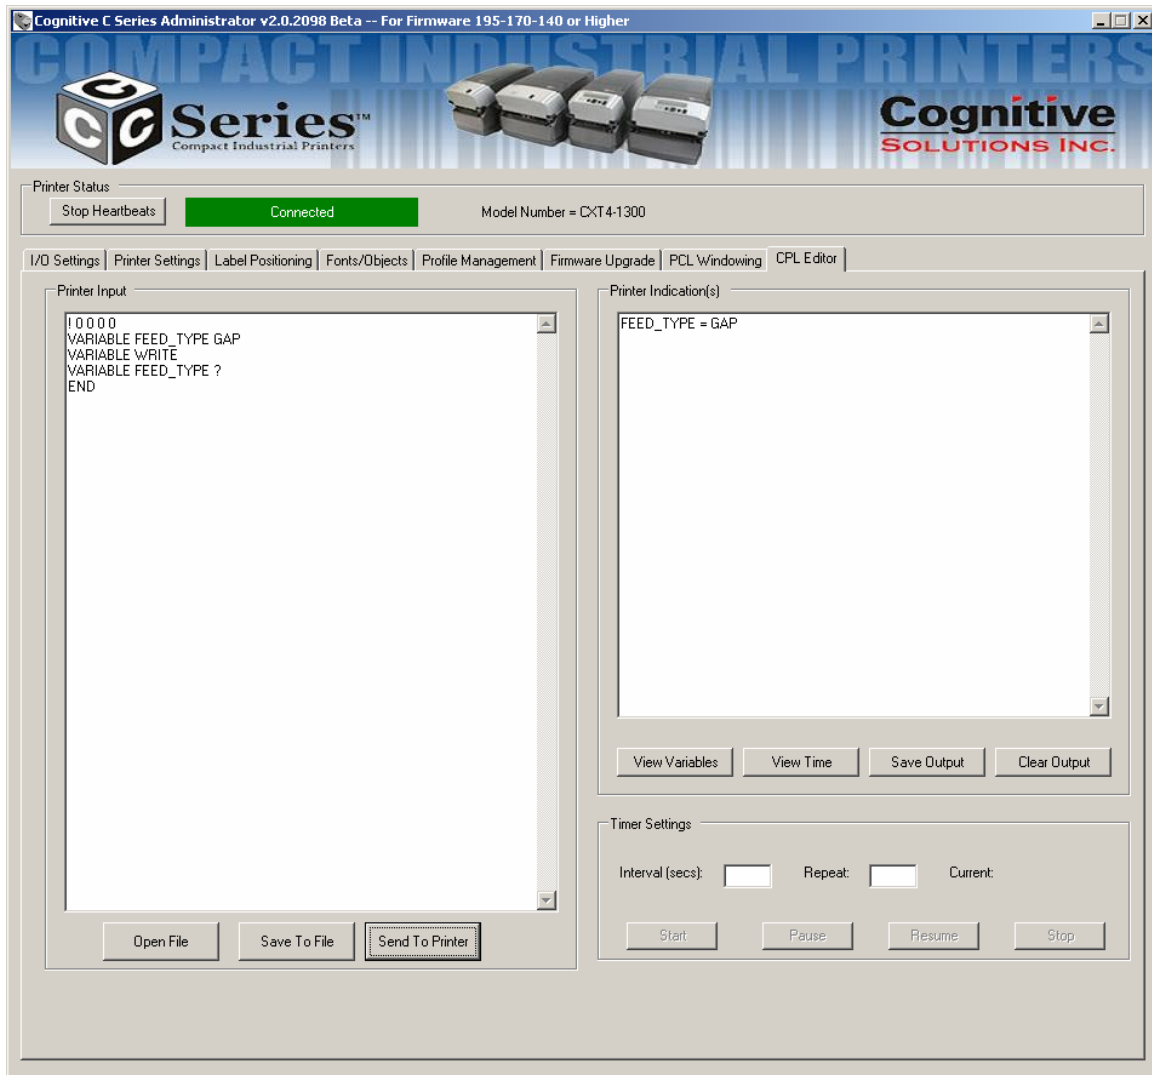 Cognitive C Series Administrator v2.0.2098 Beta -- For Firmware 195-170-140 or Higher
COMPACT INDUSTRIAL PRINTERS
C C C Series™
Compact Industrial Printers
Cognitive
SOLUTIONS INC.
Printer Status
Stop Heartbeats
Connected
Model Number = CXT4-1300
I/O Settings
Printer Settings
Label Positioning
Fonts/Objects
Profile Management
Firmware Upgrade
PCL Windowing
CPL Editor
Printer Input
! 0 0 0 0
VARIABLE FEED_TYPE GAP
VARIABLE WRITE
VARIABLE FEED_TYPE ?
END
Open File
Save To File
Send To Printer
Printer Indication(s)
FEED_TYPE = GAP
View Variables
View Time
Save Output
Clear Output
Timer Settings
Interval (secs):
Repeat:
Current:
Start
Pause
Resume
Stop